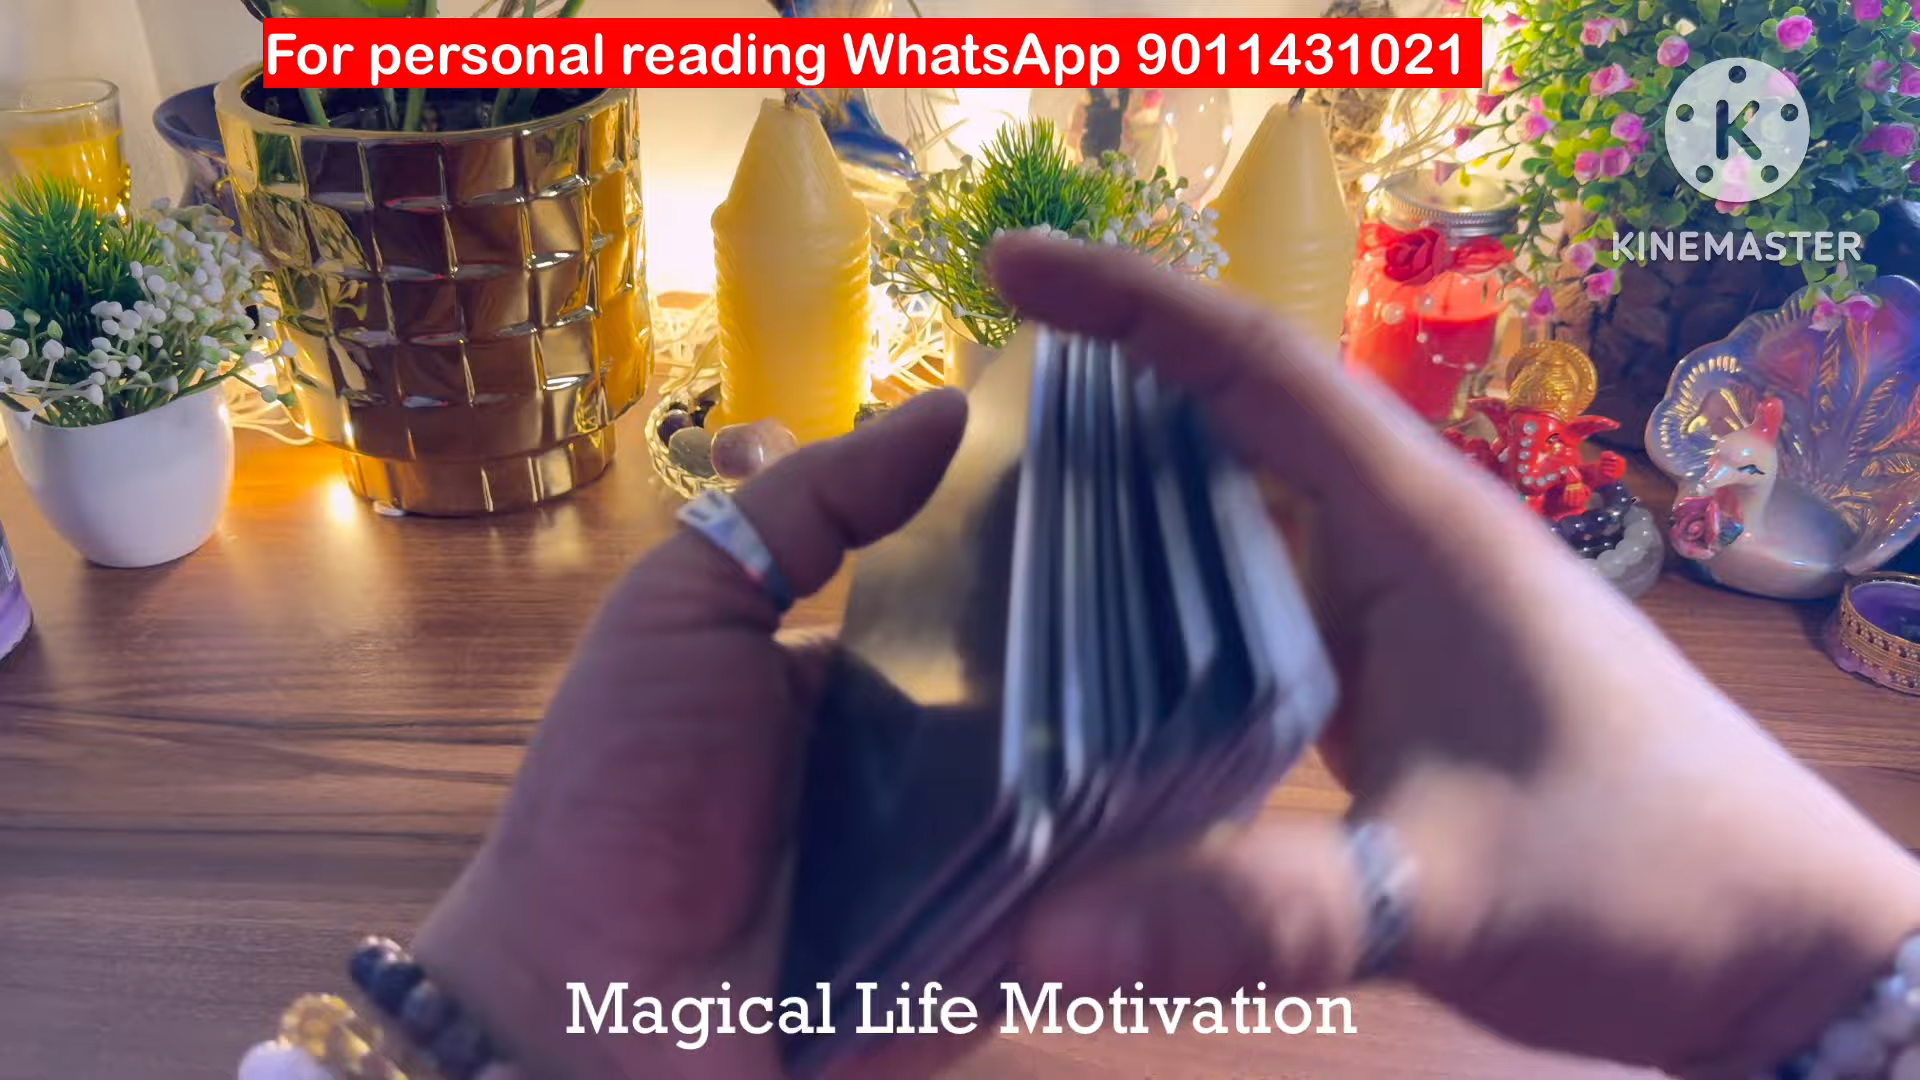 For personal reading WhatsApp 9011431021
K
KINEMASTER
Magical Life Motivation